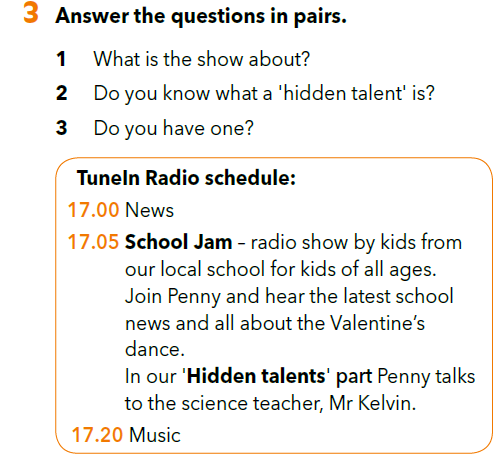 3 Answer the questions in pairs.
1 What is the show about?
2 Do you know what a 'hidden talent' is?
3 Do you have one?
TuneIn Radio schedule:
17.00 News
17.05 School Jam – radio show by kids from
our local school for kids of all ages.
Join Penny and hear the latest school
news and all about the Valentine's
dance.
In our 'Hidden talents' part Penny talks
to the science teacher, Mr Kelvin.
17.20 Music